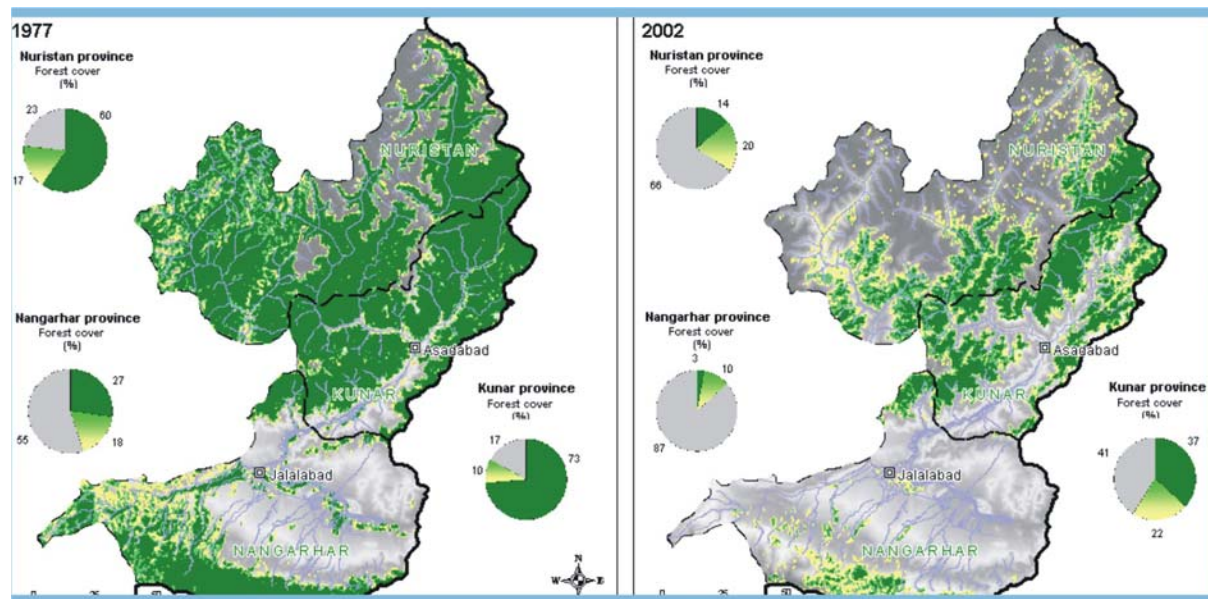 1977
Nuristan province
Forest cover
(%)
23
60
17
NURISTAN
Nangarhar province
Forest cover
(%)
27
55
18
Asadabad
KUNAR
Kunar province
Forest cover
(%)
17
10
73
Jalalabad
NANGARHAR
N
W
E
S
2002
Nuristan province
Forest cover
(%)
14
20
66
NURISTAN
Nangarhar province
Forest cover
(%)
3
10
87
Asadabad
KUNAR
Kunar province
Forest cover
(%)
41
37
22
Jalalabad
NANGARHAR